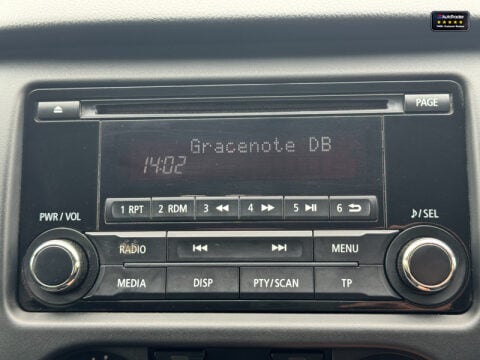 AutoTrader
PAGE
Gracenote DB
14:02
1 RPT 2 RDM 3 4 5 6
PWR / VOL
♪/ SEL
RADIO MENU
MEDIA DISP PTY/SCAN TP